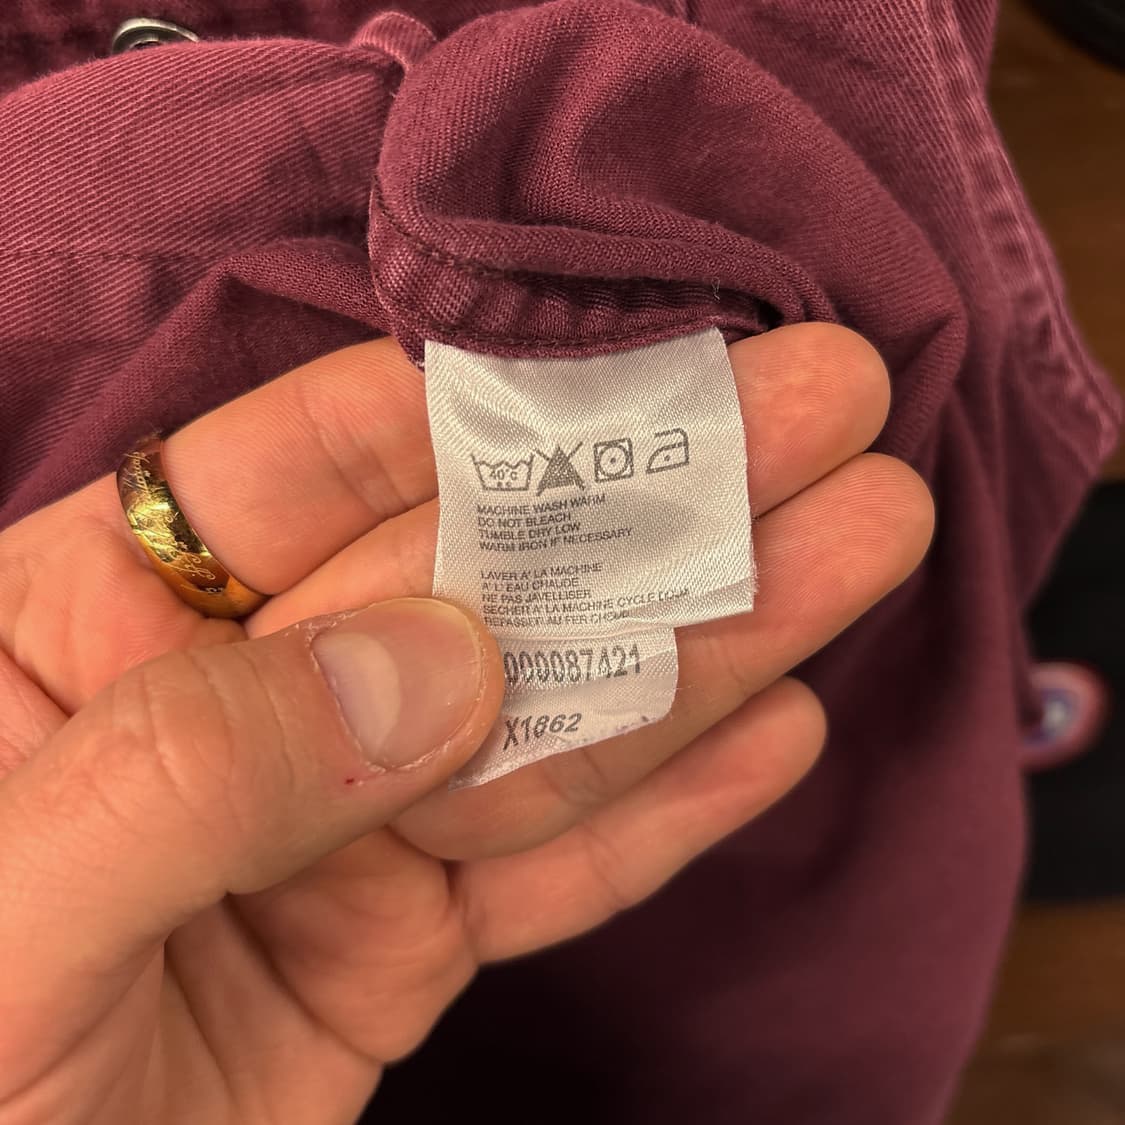 40°C
MACHINE WASH WARM
DO NOT BLEACH
TUMBLE DRY LOW
WARM IRON IF NECESSARY
LAVER A' LA MACHINE
A' L'EAU CHAUDE
NE PAS JAVELLISER
SECHER A' LA MACHINE CYCLE DOUX
REPASSER AU FER CHAUD
000087421
X1862